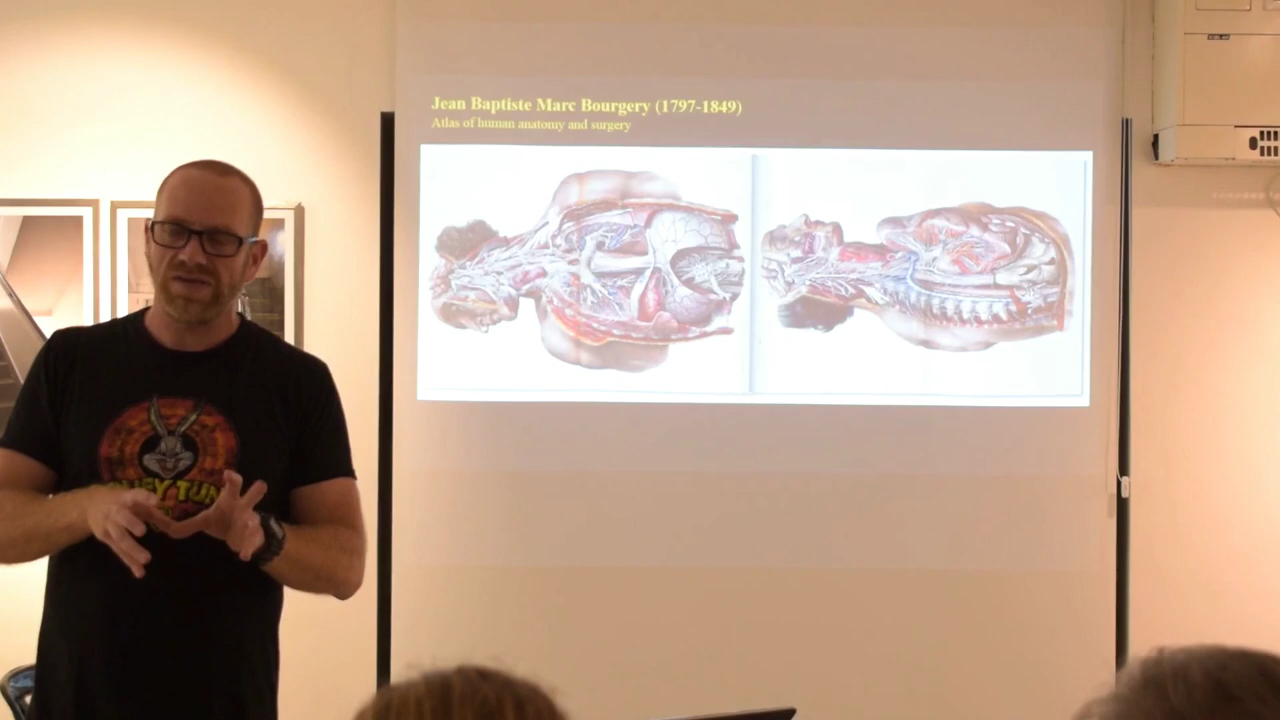 Jean Baptiste Marc Bourgery (1797-1849)
Atlas of human anatomy and surgery